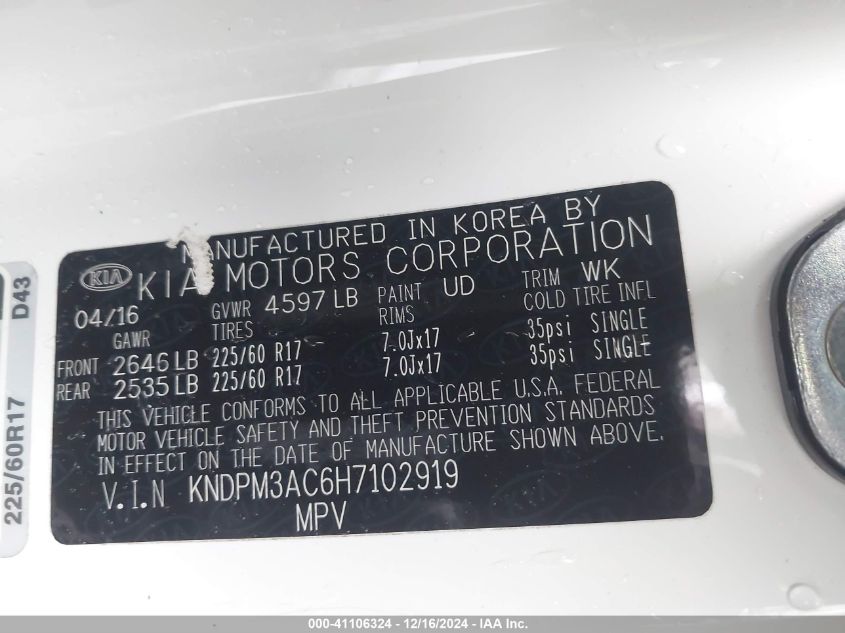 MANUFACTURED IN KOREA BY
KIA KIA MOTORS CORPORATION
04/16 GVWR 4597 LB PAINT UD TRIM WK
GAWR TIRES RIMS COLD TIRE INFL
FRONT 2646 LB 225/60 R17 7.0Jx17 35psi SINGLE
REAR 2535 LB 225/60 R17 7.0Jx17 35psi SINGLE
THIS VEHICLE CONFORMS TO ALL APPLICABLE U.S.A. FEDERAL
MOTOR VEHICLE SAFETY AND THEFT PREVENTION STANDARDS
IN EFFECT ON THE DATE OF MANUFACTURE SHOWN ABOVE.
V.I.N KNDPM3AC6H7102919
MPV
225/60R17 D43
000-41106324 - 12/16/2024 - IAA Inc.